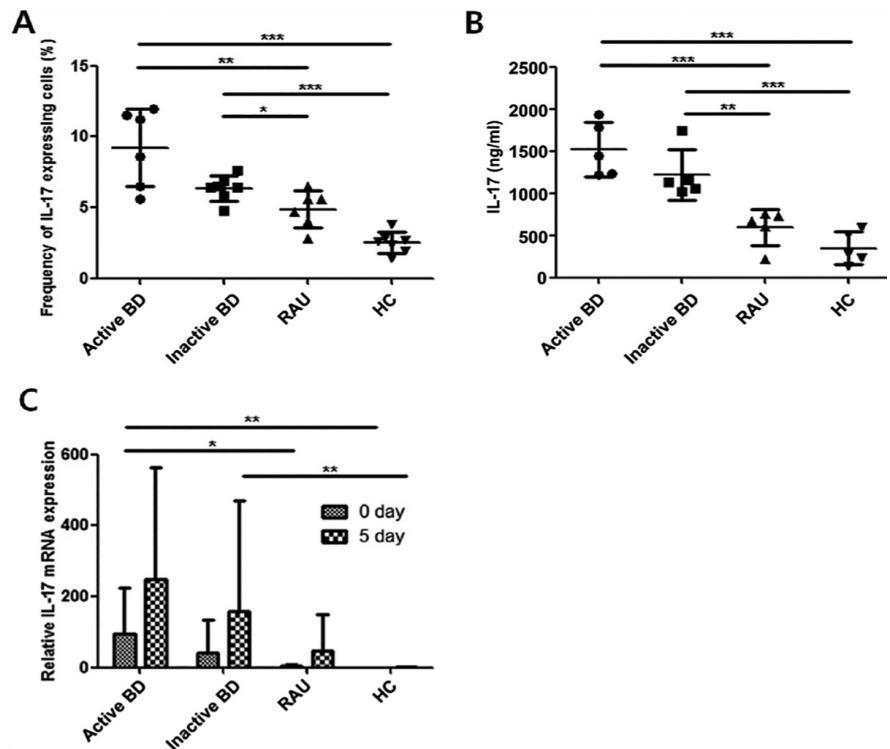 A
Frequency of IL-17 expressing cells (%)
15
10
5
0
***
**
***
*
Active BD
Inactive BD
RAU
HC
B
IL-17 (ng/ml)
2500
2000
1500
1000
500
0
***
***
***
**
Active BD
Inactive BD
RAU
HC
C
Relative IL-17 mRNA expression
600
400
200
0
**
*
**
0 day
5 day
Active BD
Inactive BD
RAU
HC